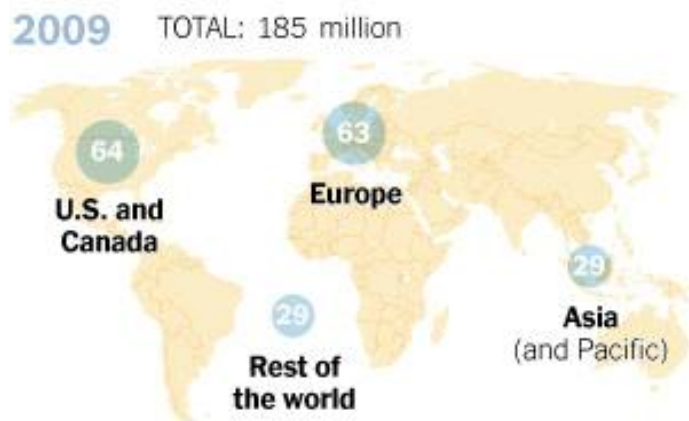 2009 TOTAL: 185 million
64
63
U.S. and
Canada
Europe
29
29
Asia
(and Pacific)
Rest of
the world